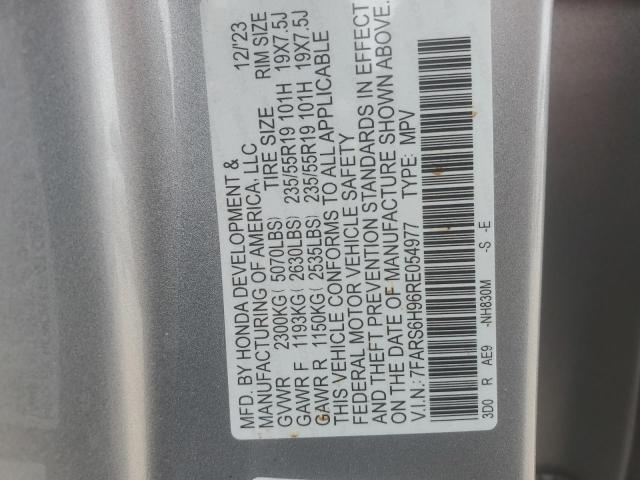 MFD. BY HONDA DEVELOPMENT &
MANUFACTURING OF AMERICA, LLC 12/'23
GVWR 2300KG( 5070LBS) TIRE SIZE RIM SIZE
GAWR F 1193KG( 2630LBS) 235/55R19 101H 19X7.5J
GAWR R 1150KG( 2535LBS) 235/55R19 101H 19X7.5J
THIS VEHICLE CONFORMS TO ALL APPLICABLE
FEDERAL MOTOR VEHICLE SAFETY
AND THEFT PREVENTION STANDARDS IN EFFECT
ON THE DATE OF MANUFACTURE SHOWN ABOVE.
V.I.N.:7FARS6H96RE054977 TYPE: MPV
3D0 R AE9 -NH830M -S -E